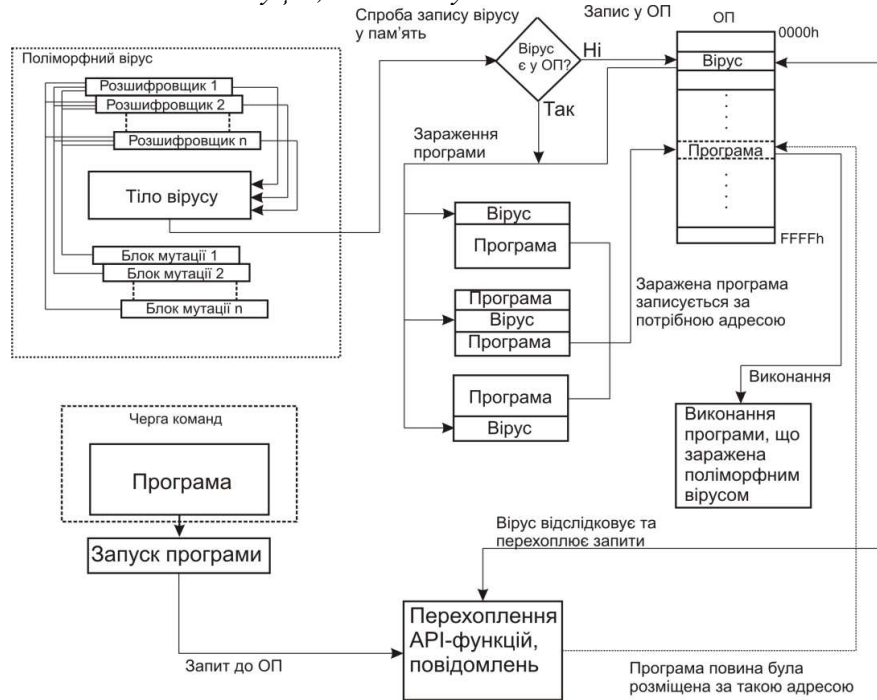 Спроба запису вірусу
у пам'ять
Запис у ОП
ОП
0000h
Поліморфний вірус
Розшифровщик 1
Розшифровщик 2
Розшифровщик n
Тіло вірусу
Блок мутації 1
Блок мутації 2
Блок мутації n
Вірус
є у ОП?
Ні
Так
Вірус
Програма
FFFFh
Зараження
програми
Вірус
Програма
Програма
Вірус
Програма
Програма
Вірус
Заражена програма
записується за
потрібною адресою
Виконання
Виконання
програми, що
заражена
поліморфним
вірусом
Черга команд
Програма
Запуск програми
Запит до ОП
Вірус відслідковує та
перехоплює запити
Перехоплення
API-функцій,
повідомлень
Програма повина була
розміщена за такою адресою